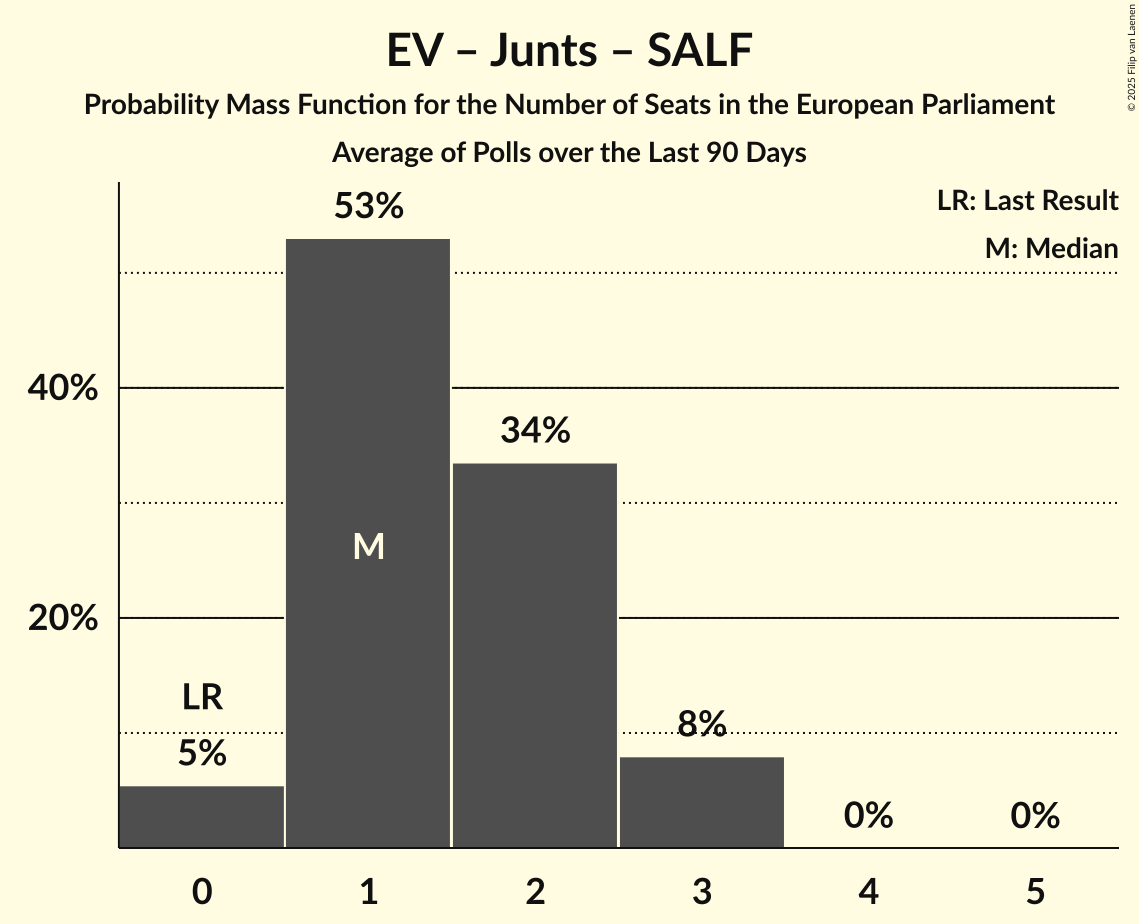 EV – Junts – SALF
Probability Mass Function for the Number of Seats in the European Parliament
Average of Polls over the Last 90 Days
© 2025 Filip van Laenen
LR: Last Result
M: Median
53%
40%
34%
M
20%
LR
5%
8%
0%
0%
0 1 2 3 4 5